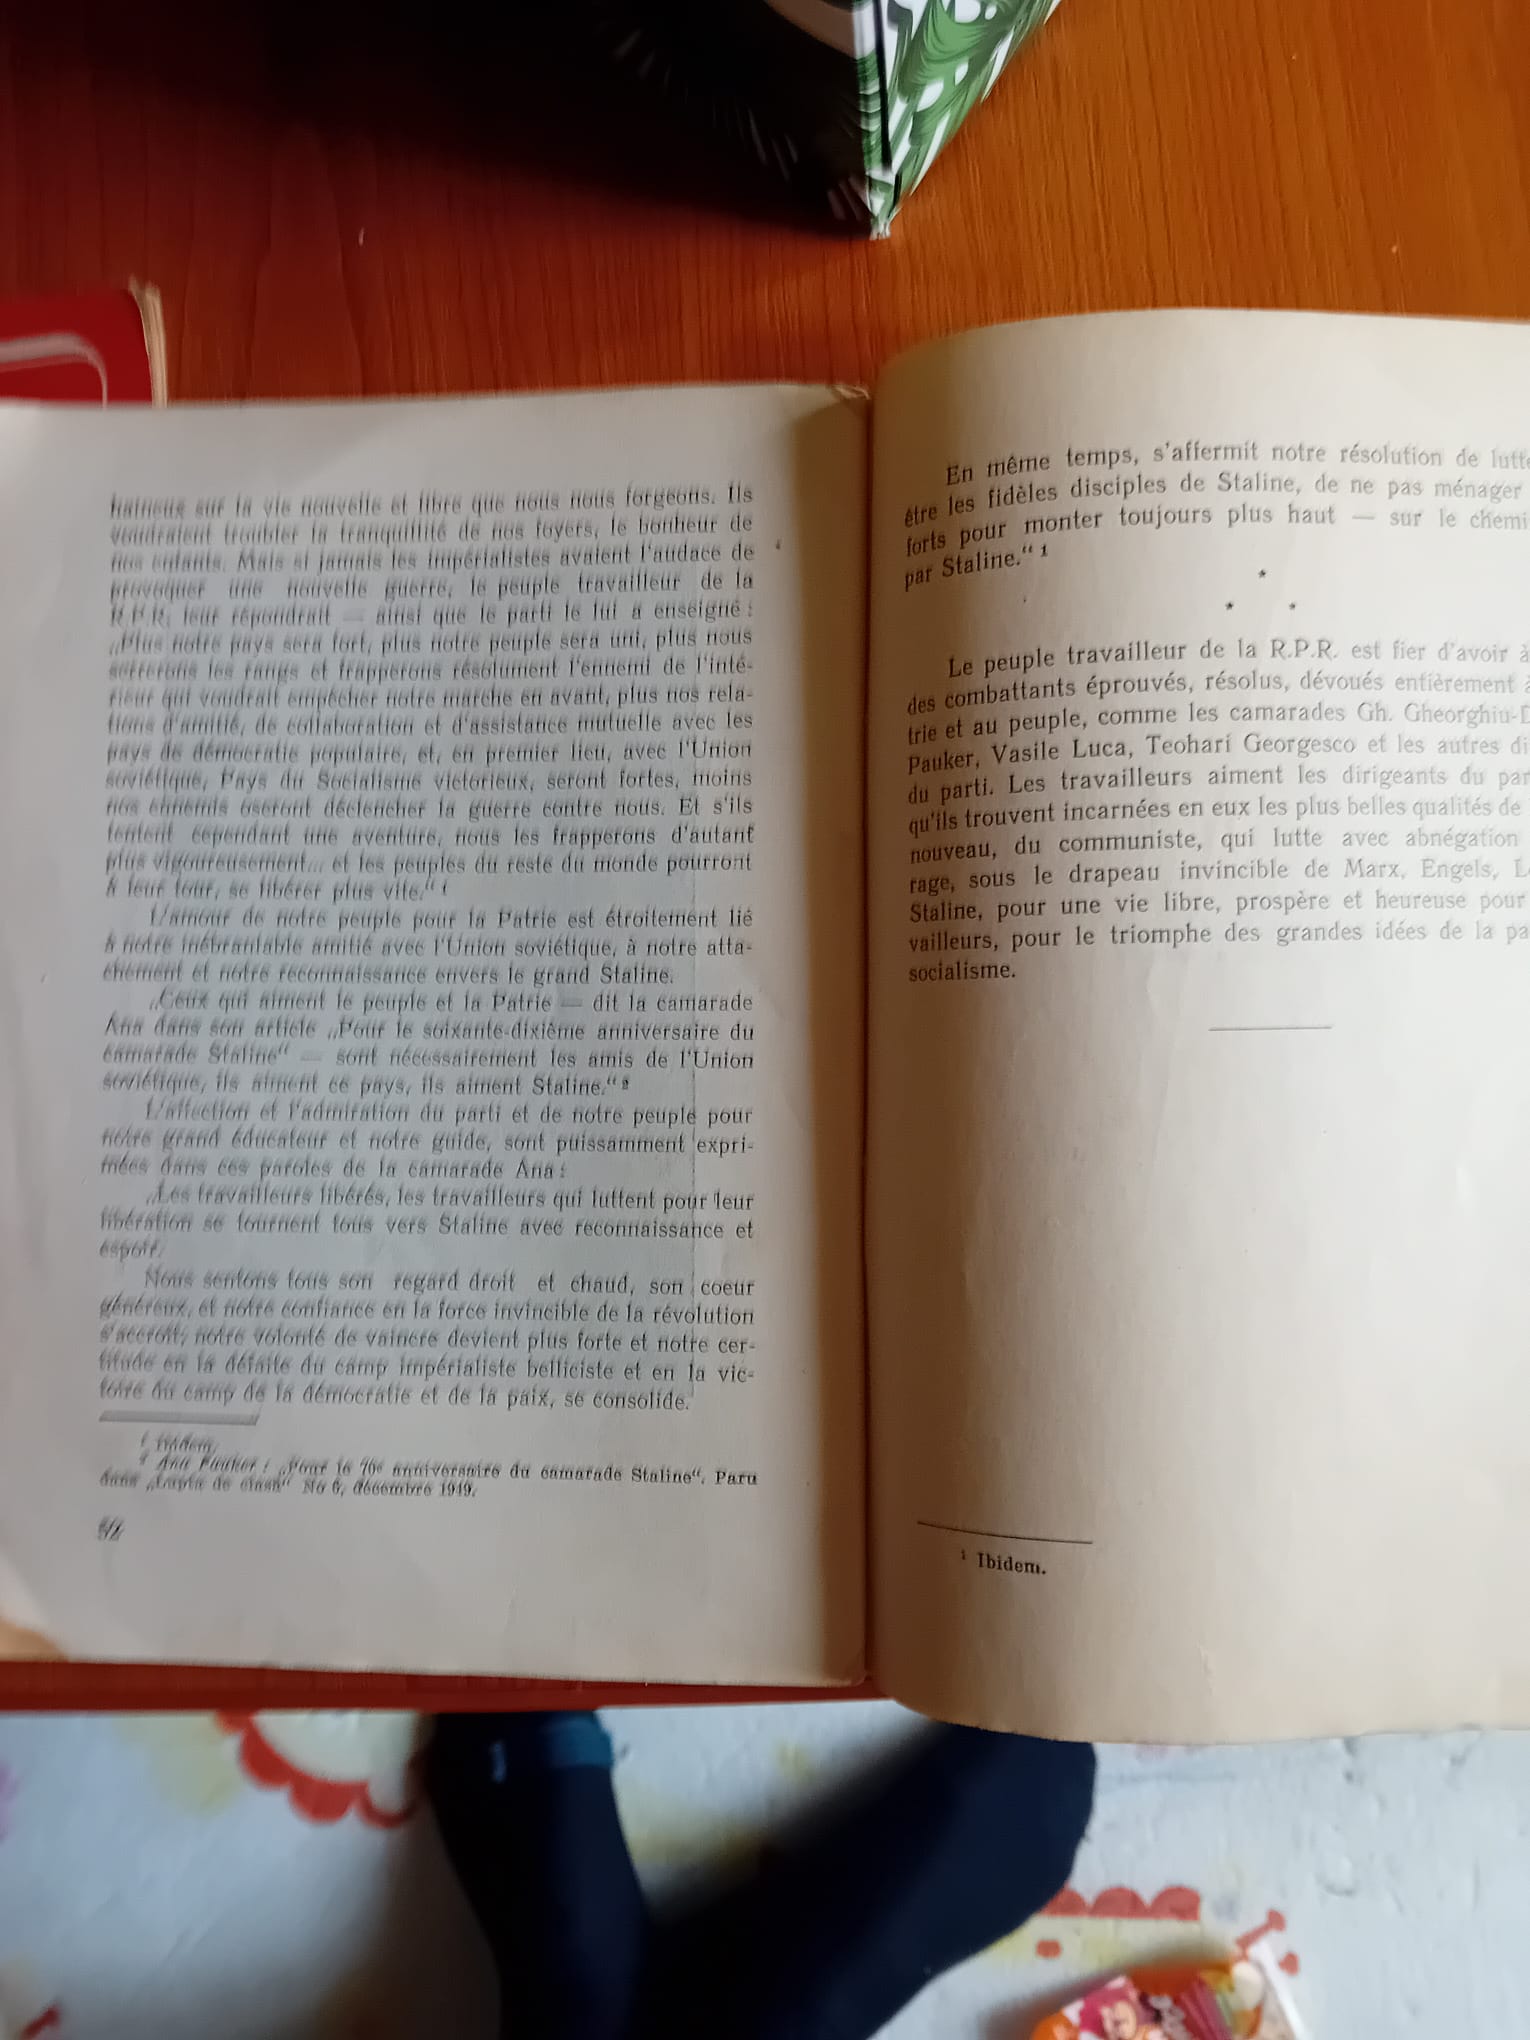 haineux sur la vie nouvelle et libre que nous nous forgeons. Ils
voudraient troubler la tranquillité de nos foyers, le bonheur de
nos enfants. Mais si jamais les impérialistes avaient l'audace de
provoquer une nouvelle guerre, le peuple travailleur de la
R.P.R. leur répondrait — ainsi que le parti le lui a enseigné :
„Plus notre pays sera fort, plus notre peuple sera uni, plus nous
serrerons les rangs et frapperons résolument l'ennemi de l'inté-
rieur qui voudrait empêcher notre marche en avant, plus nos rela-
tions d'amitié, de collaboration et d'assistance mutuelle avec les
pays de démocratie populaire, et, en premier lieu, avec l'Union
soviétique, Pays du Socialisme victorieux, seront fortes, moins
nos ennemis oseront déclencher la guerre contre nous. Et s'ils
tentent cependant une aventure, nous les frapperons d'autant
plus vigoureusement... et les peuples du reste du monde pourront
à leur tour, se libérer plus vite.“ ¹
L'amour de notre peuple pour la Patrie est étroitement lié
à notre inébranlable amitié avec l'Union soviétique, à notre atta-
chement et notre reconnaissance envers le grand Staline.
„Ceux qui aiment le peuple et la Patrie — dit la camarade
Ana dans son article „Pour le soixante-dixième anniversaire du
camarade Staline“ — sont nécessairement les amis de l'Union
soviétique, ils aiment ce pays, ils aiment Staline.“ ²
L'affection et l'admiration du parti et de notre peuple pour
notre grand éducateur et notre guide, sont puissamment expri-
mées dans ces paroles de la camarade Ana :
„Les travailleurs libérés, les travailleurs qui luttent pour leur
libération se tournent tous vers Staline avec reconnaissance et
espoir.
Nous sentons tous son regard droit et chaud, son coeur
généreux, et notre confiance en la force invincible de la révolution
s'accroît, notre volonté de vaincre devient plus forte et notre cer-
titude en la défaite du camp impérialiste belliciste et en la vic-
toire du camp de la démocratie et de la paix, se consolide.
¹ Ibidem.
² Ana Pauker : „Pour le 70e anniversaire du camarade Staline“. Paru
dans „Lupta de clasă“ No 6, décembre 1949.
En même temps, s'affermit notre résolution de lutte
être les fidèles disciples de Staline, de ne pas ménager
forts pour monter toujours plus haut — sur le chemi
par Staline.“ ¹
*
* *
Le peuple travailleur de la R.P.R. est fier d'avoir à
des combattants éprouvés, résolus, dévoués entièrement à
trie et au peuple, comme les camarades Gh. Gheorghiu-D
Pauker, Vasile Luca, Teohari Georgesco et les autres di
du parti. Les travailleurs aiment les dirigeants du par
qu'ils trouvent incarnées en eux les plus belles qualités de
nouveau, du communiste, qui lutte avec abnégation
rage, sous le drapeau invincible de Marx, Engels, L
Staline, pour une vie libre, prospère et heureuse pour
vailleurs, pour le triomphe des grandes idées de la pa
socialisme.
¹ Ibidem.